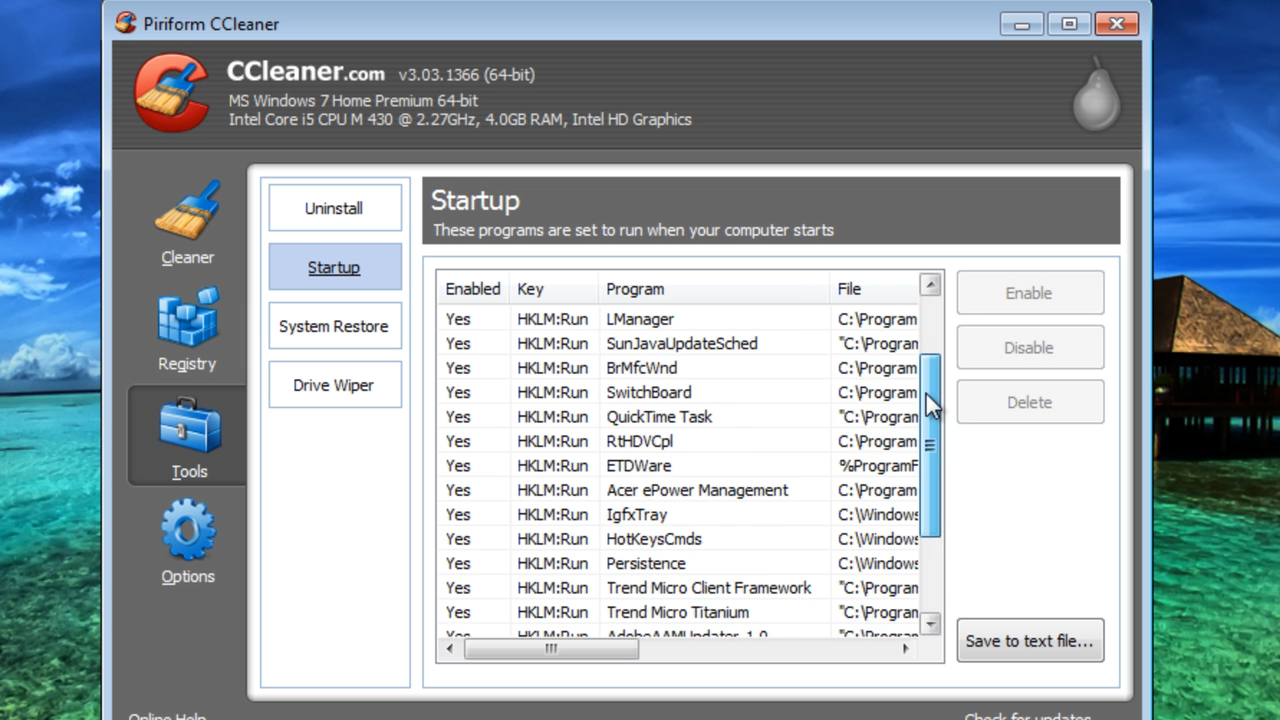 Piriform CCleaner
CCleaner.com v3.03.1366 (64-bit)
MS Windows 7 Home Premium 64-bit
Intel Core i5 CPU M 430 @ 2.27GHz, 4.0GB RAM, Intel HD Graphics
Cleaner
Registry
Tools
Options
Uninstall
Startup
System Restore
Drive Wiper
Startup
These programs are set to run when your computer starts
Enabled Key Program File
Yes HKLM:Run LManager C:\Program
Yes HKLM:Run SunJavaUpdateSched "C:\Program
Yes HKLM:Run BrMfcWnd C:\Program
Yes HKLM:Run SwitchBoard C:\Program
Yes HKLM:Run QuickTime Task "C:\Program
Yes HKLM:Run RtHDVCpl C:\Program
Yes HKLM:Run ETDWare %ProgramF
Yes HKLM:Run Acer ePower Management C:\Program
Yes HKLM:Run IgfxTray C:\Windows
Yes HKLM:Run HotKeysCmds C:\Windows
Yes HKLM:Run Persistence C:\Windows
Yes HKLM:Run Trend Micro Client Framework "C:\Program
Yes HKLM:Run Trend Micro Titanium "C:\Program
Yes HKLM:Run AdobeAAMUpdater-1.0 "C:\Program
Enable
Disable
Delete
Save to text file...
Online Help
Check for updates